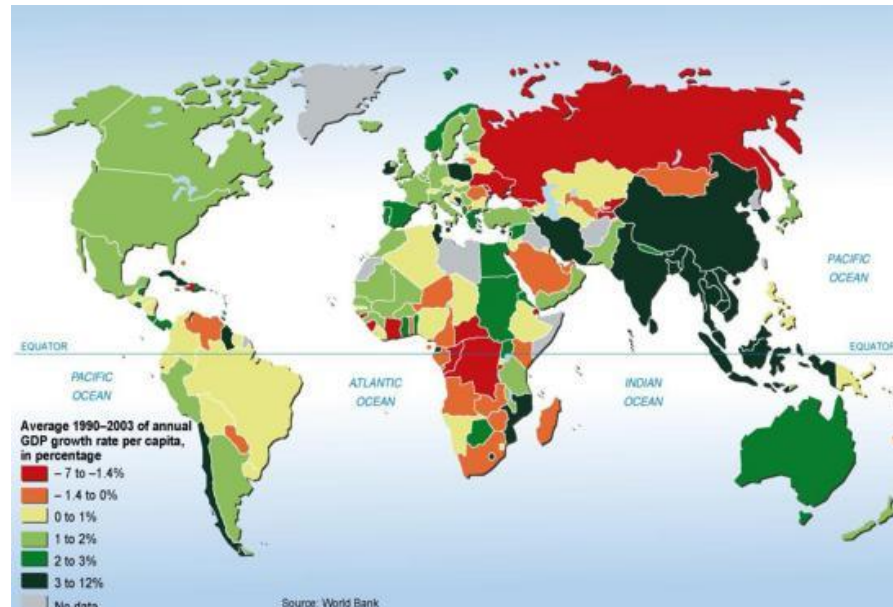 PACIFIC
OCEAN
EQUATOR
EQUATOR
PACIFIC
OCEAN
ATLANTIC
OCEAN
INDIAN
OCEAN
Average 1990–2003 of annual
GDP growth rate per capita,
in percentage
– 7 to –1.4%
– 1.4 to 0%
0 to 1%
1 to 2%
2 to 3%
3 to 12%
No data
Source: World Bank